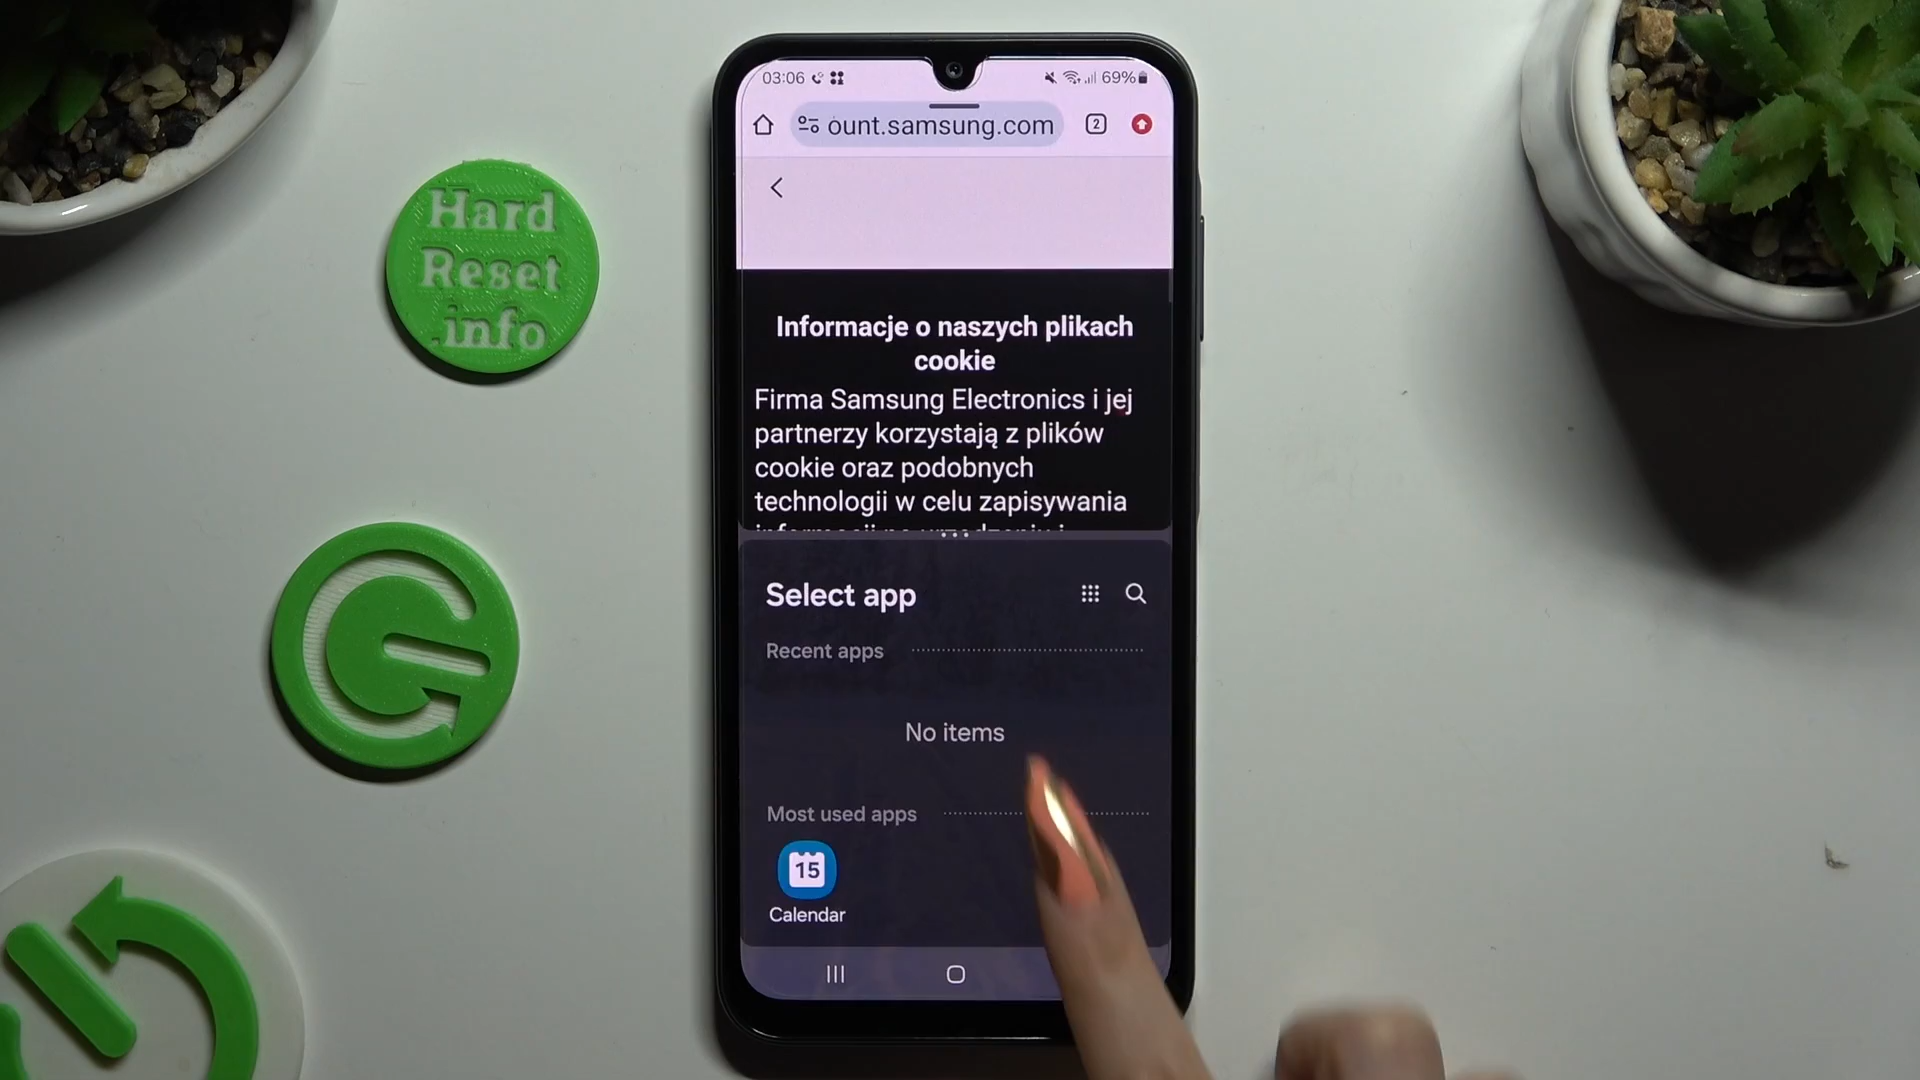 Hard
Reset
.info
03:06
69%
ount.samsung.com
2
Informacje o naszych plikach
cookie
Firma Samsung Electronics i jej
partnerzy korzystają z plików
cookie oraz podobnych
technologii w celu zapisywania
Select app
Recent apps
No items
Most used apps
15
Calendar